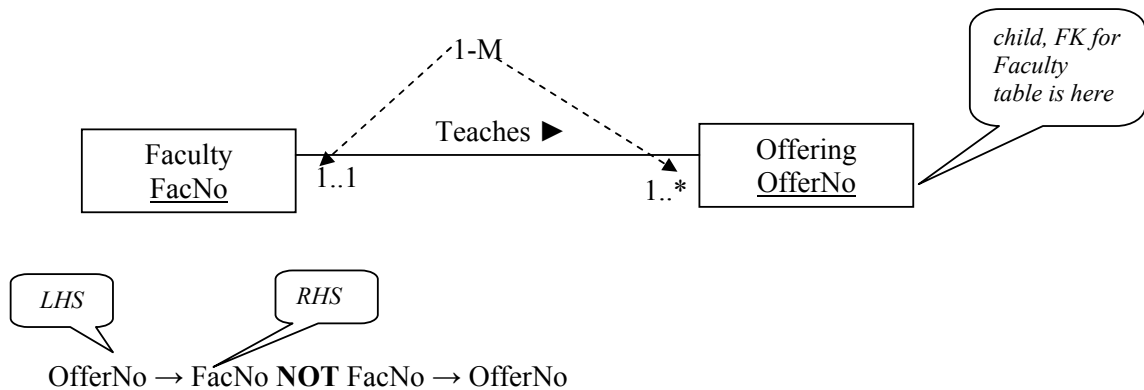 1-M
child, FK for
Faculty
table is here
Teaches ►
Faculty
FacNo
1..1
1..*
Offering
OfferNo
LHS
RHS
OfferNo → FacNo NOT FacNo → OfferNo